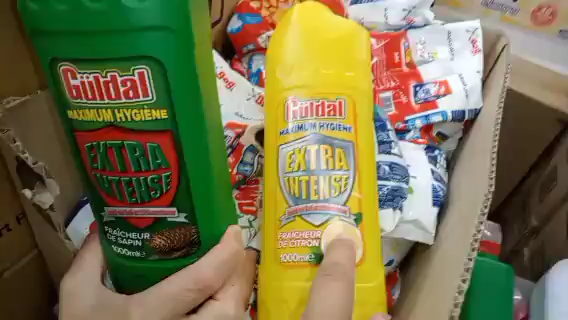 Güldal
MAXIMUM HYGIÈNE
EXTRA
INTENSE
FRAÎCHEUR
DE SAPIN
1000ml e
Güldal
MAXIMUM HYGIÈNE
EXTRA
INTENSE
FRAÎCHEUR
DE CITRON
1000ml e